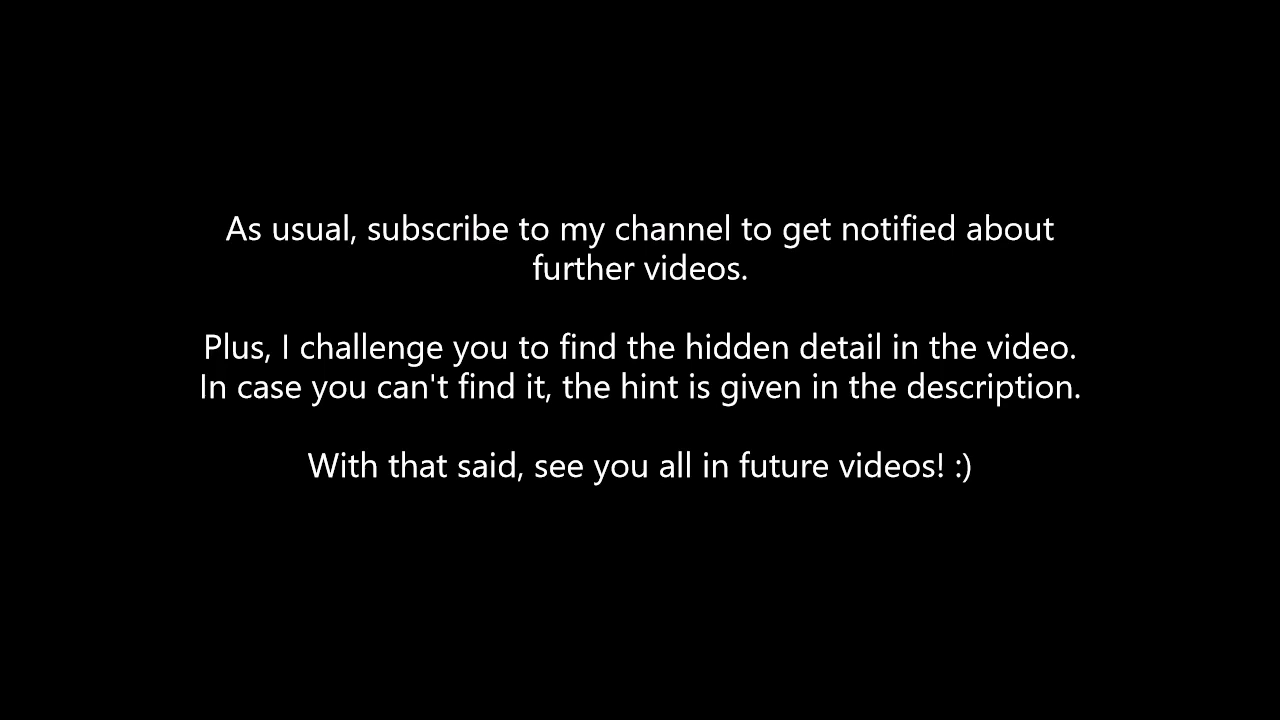 As usual, subscribe to my channel to get notified about
further videos.
Plus, I challenge you to find the hidden detail in the video.
In case you can't find it, the hint is given in the description.
With that said, see you all in future videos! :)